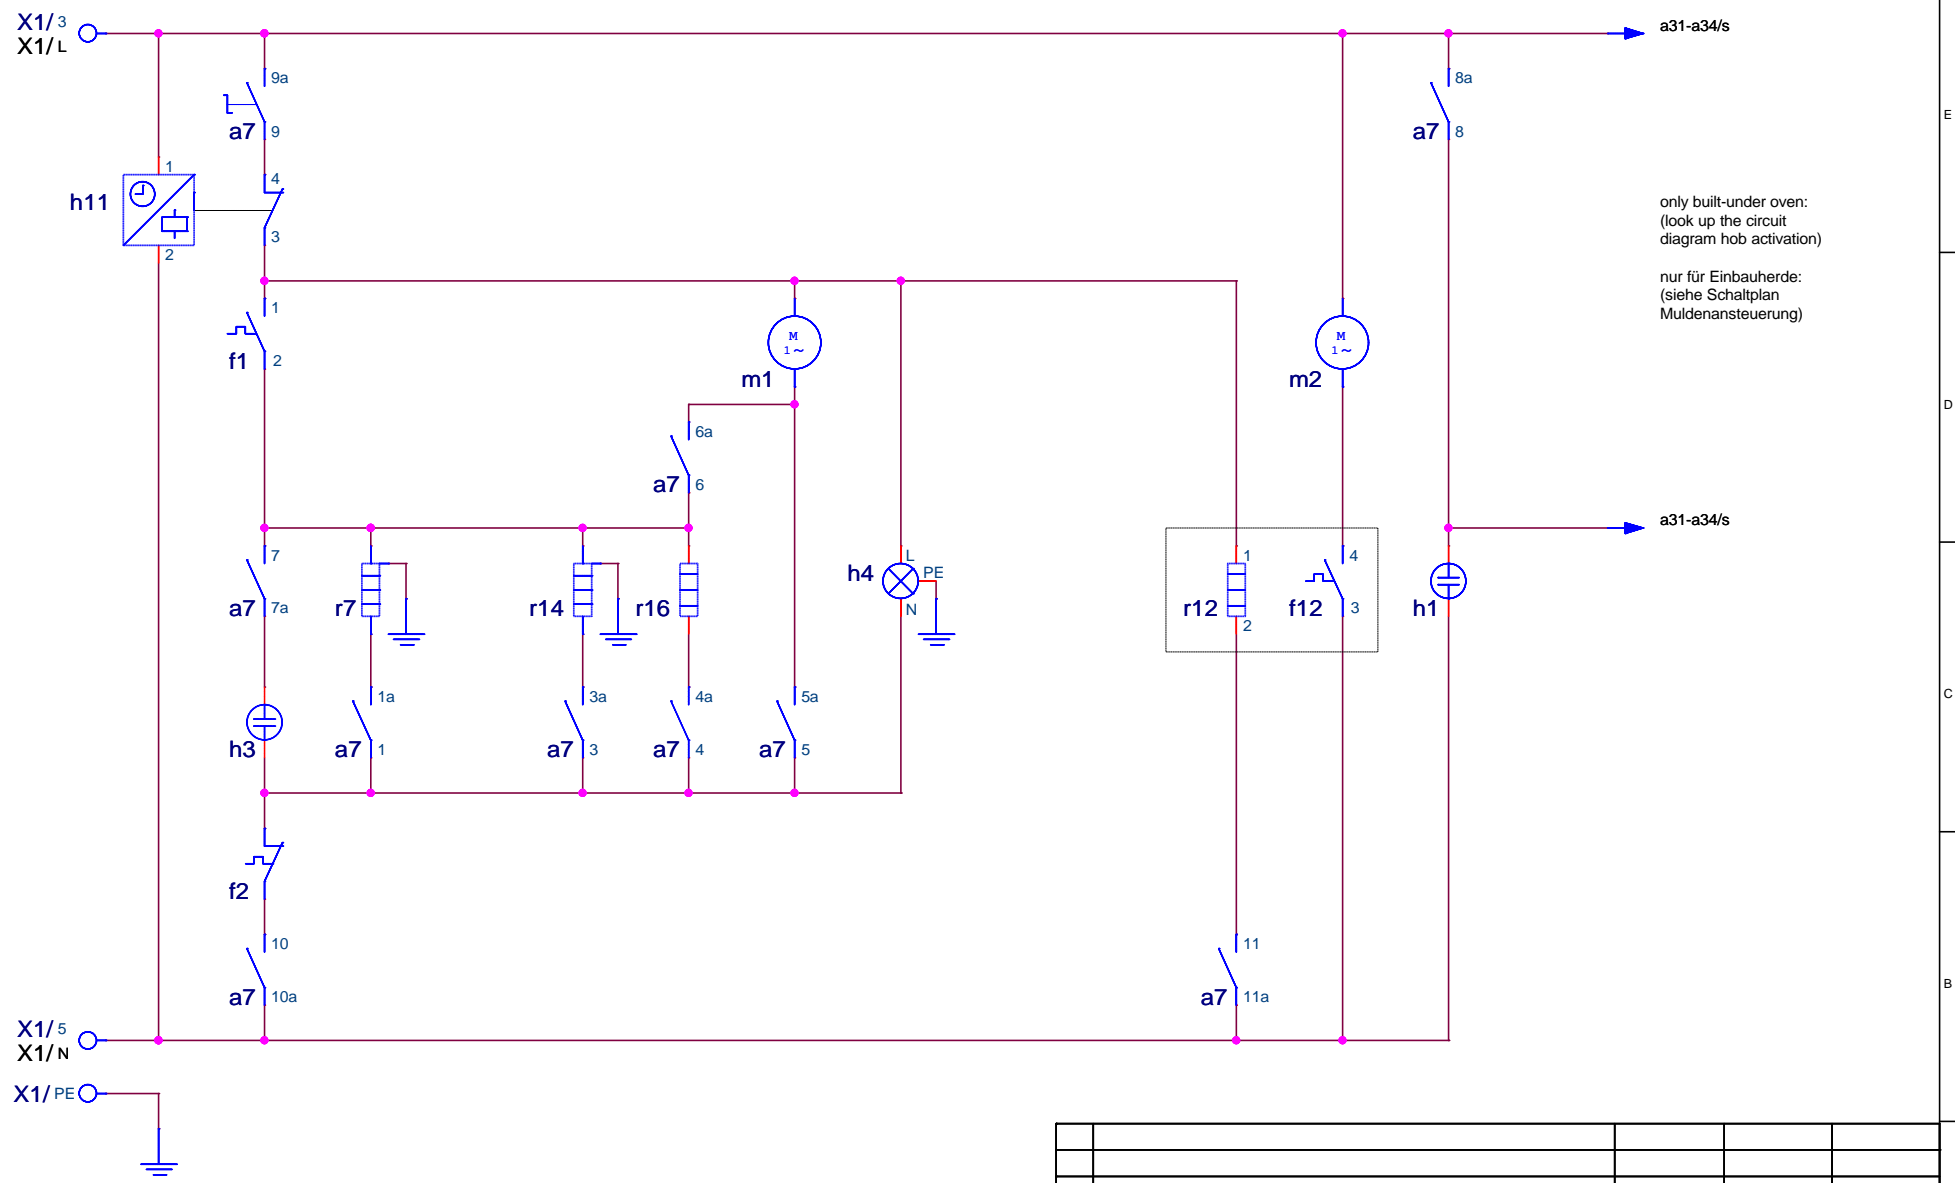 X1/ 3
X1/ L
a31-a34/s
9a
a7 9
8a
a7 8
E
1
h11
2
4
3
only built-under oven:
(look up the circuit
diagram hob activation)
nur für Einbauherde:
(siehe Schaltplan
Muldenansteuerung)
1
f1 2
M
1~
m1
M
1~
m2
D
6a
a7 6
a31-a34/s
7
a7 7a
r7
r14
r16
L
h4 PE
N
1
r12
2
4
f12 3
h1
h3
1a
a7 1
3a
a7 3
4a
a7 4
5a
a7 5
C
f2
10
a7 10a
11
a7 11a
B
X1/ 5
X1/ N
X1/ PE